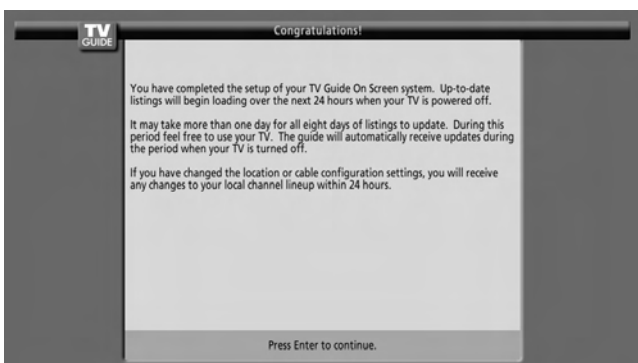 TV
GUIDE
Congratulations!
You have completed the setup of your TV Guide On Screen system. Up-to-date
listings will begin loading over the next 24 hours when your TV is powered off.
It may take more than one day for all eight days of listings to update. During this
period feel free to use your TV. The guide will automatically receive updates during
the period when your TV is turned off.
If you have changed the location or cable configuration settings, you will receive
any changes to your local channel lineup within 24 hours.
Press Enter to continue.